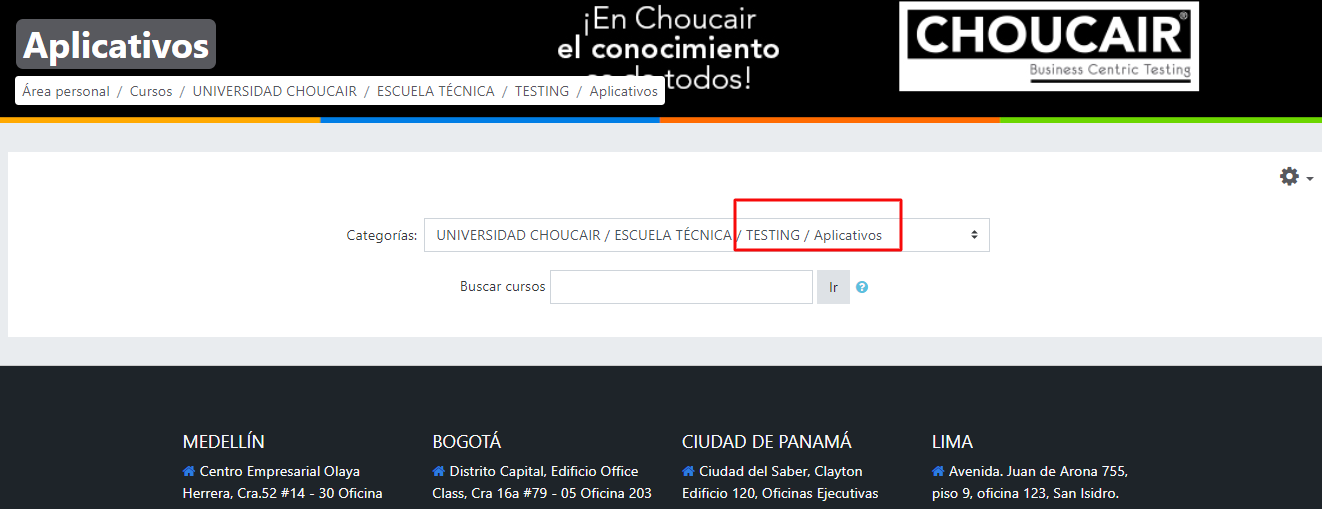 ¡En Choucair
Aplicativos
el conocimiento
es de todos!
CHOUCAIR®
Business Centric Testing
Área personal / Cursos / UNIVERSIDAD CHOUCAIR / ESCUELA TÉCNICA / TESTING / Aplicativos
Categorías: UNIVERSIDAD CHOUCAIR / ESCUELA TÉCNICA / TESTING / Aplicativos
Buscar cursos Ir ?
MEDELLÍN
Centro Empresarial Olaya
Herrera, Cra.52 #14 - 30 Oficina
BOGOTÁ
Distrito Capital, Edificio Office
Class, Cra 16a #79 - 05 Oficina 203
CIUDAD DE PANAMÁ
Ciudad del Saber, Clayton
Edificio 120, Oficinas Ejecutivas
LIMA
Avenida. Juan de Arona 755,
piso 9, oficina 123, San Isidro.